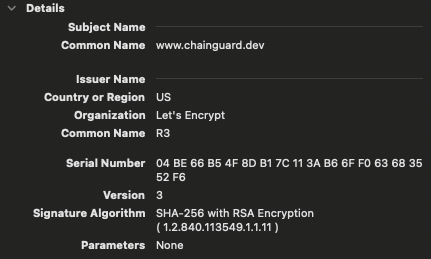 Details
Subject Name
Common Name www.chainguard.dev
Issuer Name
Country or Region US
Organization Let's Encrypt
Common Name R3
Serial Number 04 BE 66 B5 4F 8D B1 7C 11 3A B6 6F F0 63 68 35
52 F6
Version 3
Signature Algorithm SHA-256 with RSA Encryption
( 1.2.840.113549.1.1.11 )
Parameters None